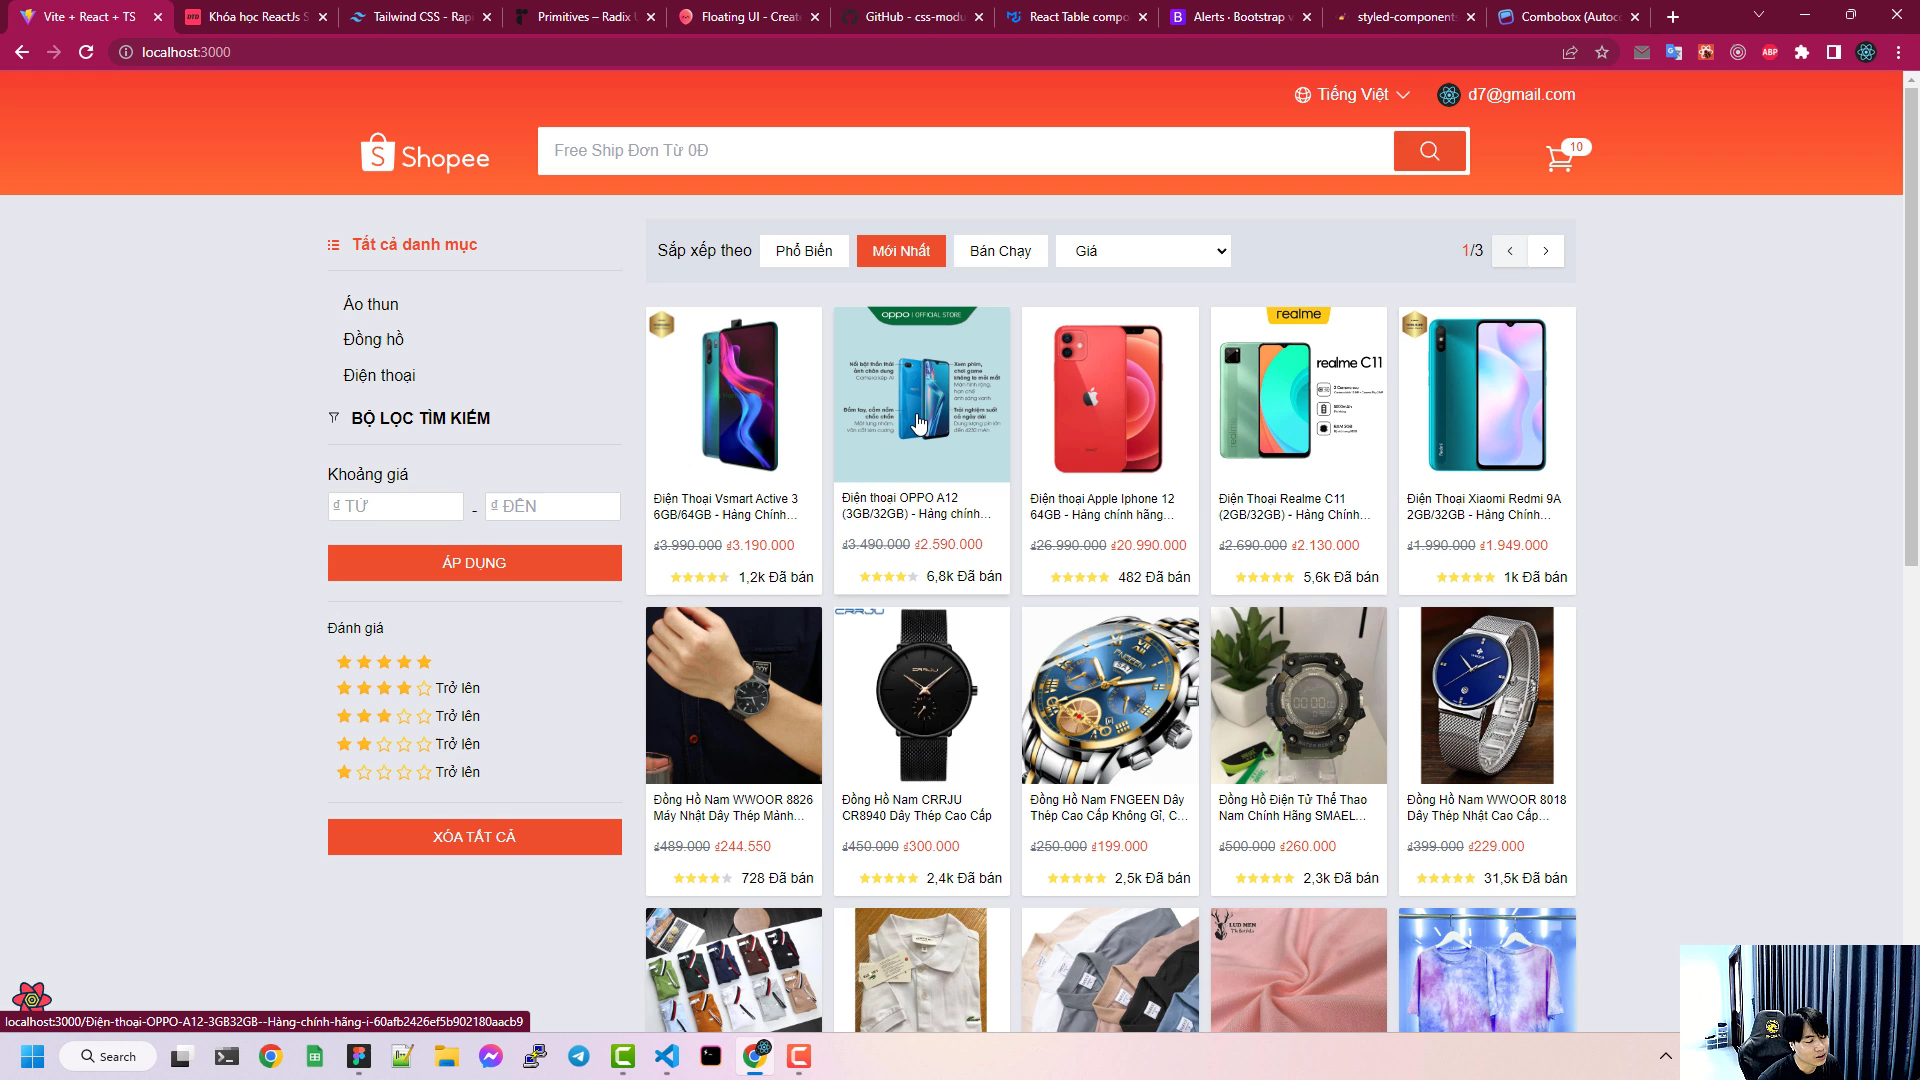 Vite + React + TS
Khóa học ReactJs S
Tailwind CSS - Rapi
Primitives – Radix U
Floating UI - Create
GitHub - css-modu
React Table compo
Alerts · Bootstrap v
styled-component
Combobox (Autoco
localhost:3000
Tiếng Việt
d7@gmail.com
Shopee
Free Ship Đơn Từ 0Đ
10
Tất cả danh mục
Áo thun
Đồng hồ
Điện thoại
BỘ LỌC TÌM KIẾM
Khoảng giá
₫ TỪ - ₫ ĐẾN
ÁP DỤNG
Đánh giá
Trở lên
Trở lên
Trở lên
Trở lên
XÓA TẤT CẢ
Sắp xếp theo
Phổ Biến
Mới Nhất
Bán Chạy
Giá
1/3
OPPO | OFFICIAL STORE
realme
realme C11
Điện Thoại Vsmart Active 3
6GB/64GB - Hàng Chính...
₫3.990.000 ₫3.190.000
1,2k Đã bán
Điện thoại OPPO A12
(3GB/32GB) - Hàng chính...
₫3.490.000 ₫2.590.000
6,8k Đã bán
Điện thoại Apple Iphone 12
64GB - Hàng chính hãng...
₫26.990.000 ₫20.990.000
482 Đã bán
Điện Thoại Realme C11
(2GB/32GB) - Hàng Chính...
₫2.690.000 ₫2.130.000
5,6k Đã bán
Điện Thoại Xiaomi Redmi 9A
2GB/32GB - Hàng Chính...
₫1.990.000 ₫1.949.000
1k Đã bán
CRRJU
Đồng Hồ Nam WWOOR 8826
Máy Nhật Dây Thép Mành...
₫489.000 ₫244.550
728 Đã bán
Đồng Hồ Nam CRRJU
CR8940 Dây Thép Cao Cấp
₫450.000 ₫300.000
2,4k Đã bán
Đồng Hồ Nam FNGEEN Dây
Thép Cao Cấp Không Gỉ, C...
₫250.000 ₫199.000
2,5k Đã bán
Đồng Hồ Điện Tử Thể Thao
Nam Chính Hãng SMAEL...
₫500.000 ₫260.000
2,3k Đã bán
Đồng Hồ Nam WWOOR 8018
Dây Thép Nhật Cao Cấp...
₫399.000 ₫229.000
31,5k Đã bán
LUD MEN
localhost:3000/Điện-thoại-OPPO-A12-3GB32GB--Hàng-chính-hãng-i-60afb2426ef5b902180aacb9
Search